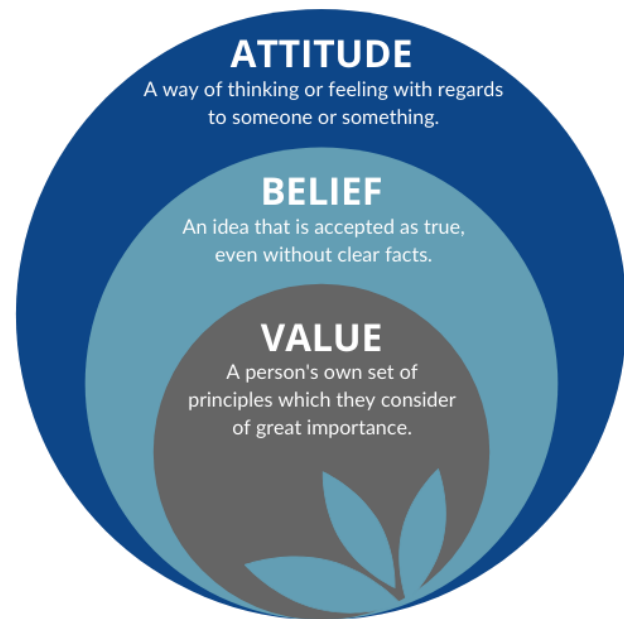 ATTITUDE
A way of thinking or feeling with regards
to someone or something.
BELIEF
An idea that is accepted as true,
even without clear facts.
VALUE
A person's own set of
principles which they consider
of great importance.